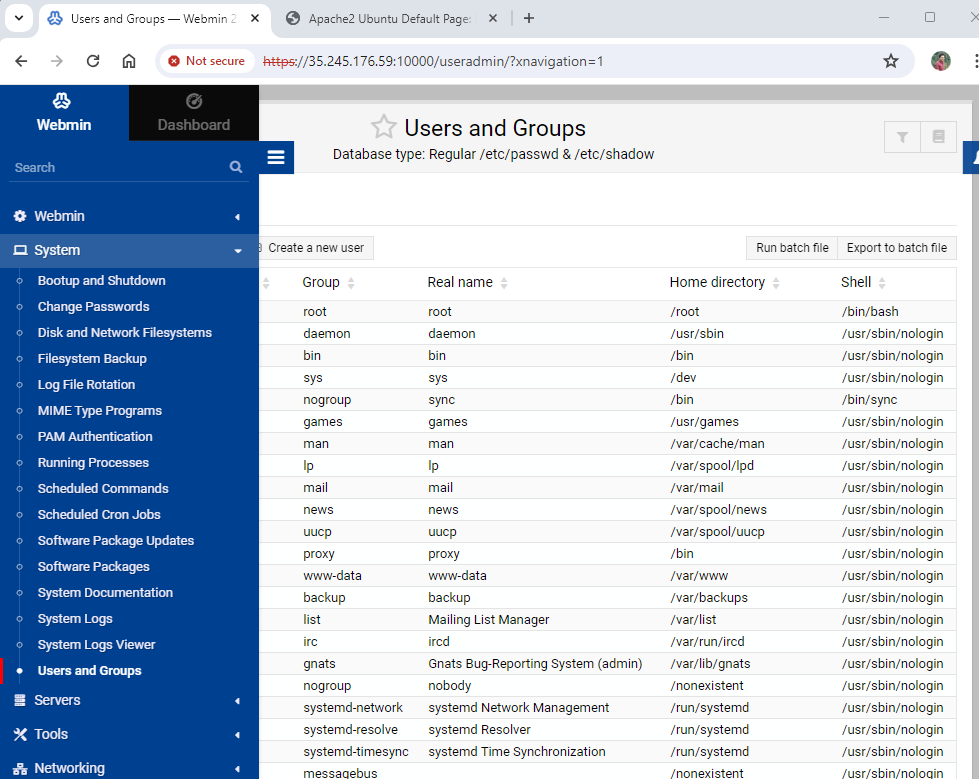 Users and Groups — Webmin 2
Apache2 Ubuntu Default Page:
Not secure
https://35.245.176.59:10000/useradmin/?xnavigation=1
Webmin
Dashboard
Search
Webmin
System
Bootup and Shutdown
Change Passwords
Disk and Network Filesystems
Filesystem Backup
Log File Rotation
MIME Type Programs
PAM Authentication
Running Processes
Scheduled Commands
Scheduled Cron Jobs
Software Package Updates
Software Packages
System Documentation
System Logs
System Logs Viewer
Users and Groups
Servers
Tools
Networking
Users and Groups
Database type: Regular /etc/passwd & /etc/shadow
Create a new user
Run batch file
Export to batch file
Group Real name Home directory Shell
root root /root /bin/bash
daemon daemon /usr/sbin /usr/sbin/nologin
bin bin /bin /usr/sbin/nologin
sys sys /dev /usr/sbin/nologin
nogroup sync /bin /bin/sync
games games /usr/games /usr/sbin/nologin
man man /var/cache/man /usr/sbin/nologin
lp lp /var/spool/lpd /usr/sbin/nologin
mail mail /var/mail /usr/sbin/nologin
news news /var/spool/news /usr/sbin/nologin
uucp uucp /var/spool/uucp /usr/sbin/nologin
proxy proxy /bin /usr/sbin/nologin
www-data www-data /var/www /usr/sbin/nologin
backup backup /var/backups /usr/sbin/nologin
list Mailing List Manager /var/list /usr/sbin/nologin
irc ircd /var/run/ircd /usr/sbin/nologin
gnats Gnats Bug-Reporting System (admin) /var/lib/gnats /usr/sbin/nologin
nogroup nobody /nonexistent /usr/sbin/nologin
systemd-network systemd Network Management /run/systemd /usr/sbin/nologin
systemd-resolve systemd Resolver /run/systemd /usr/sbin/nologin
systemd-timesync systemd Time Synchronization /run/systemd /usr/sbin/nologin
messagebus /nonexistent /usr/sbin/nologin